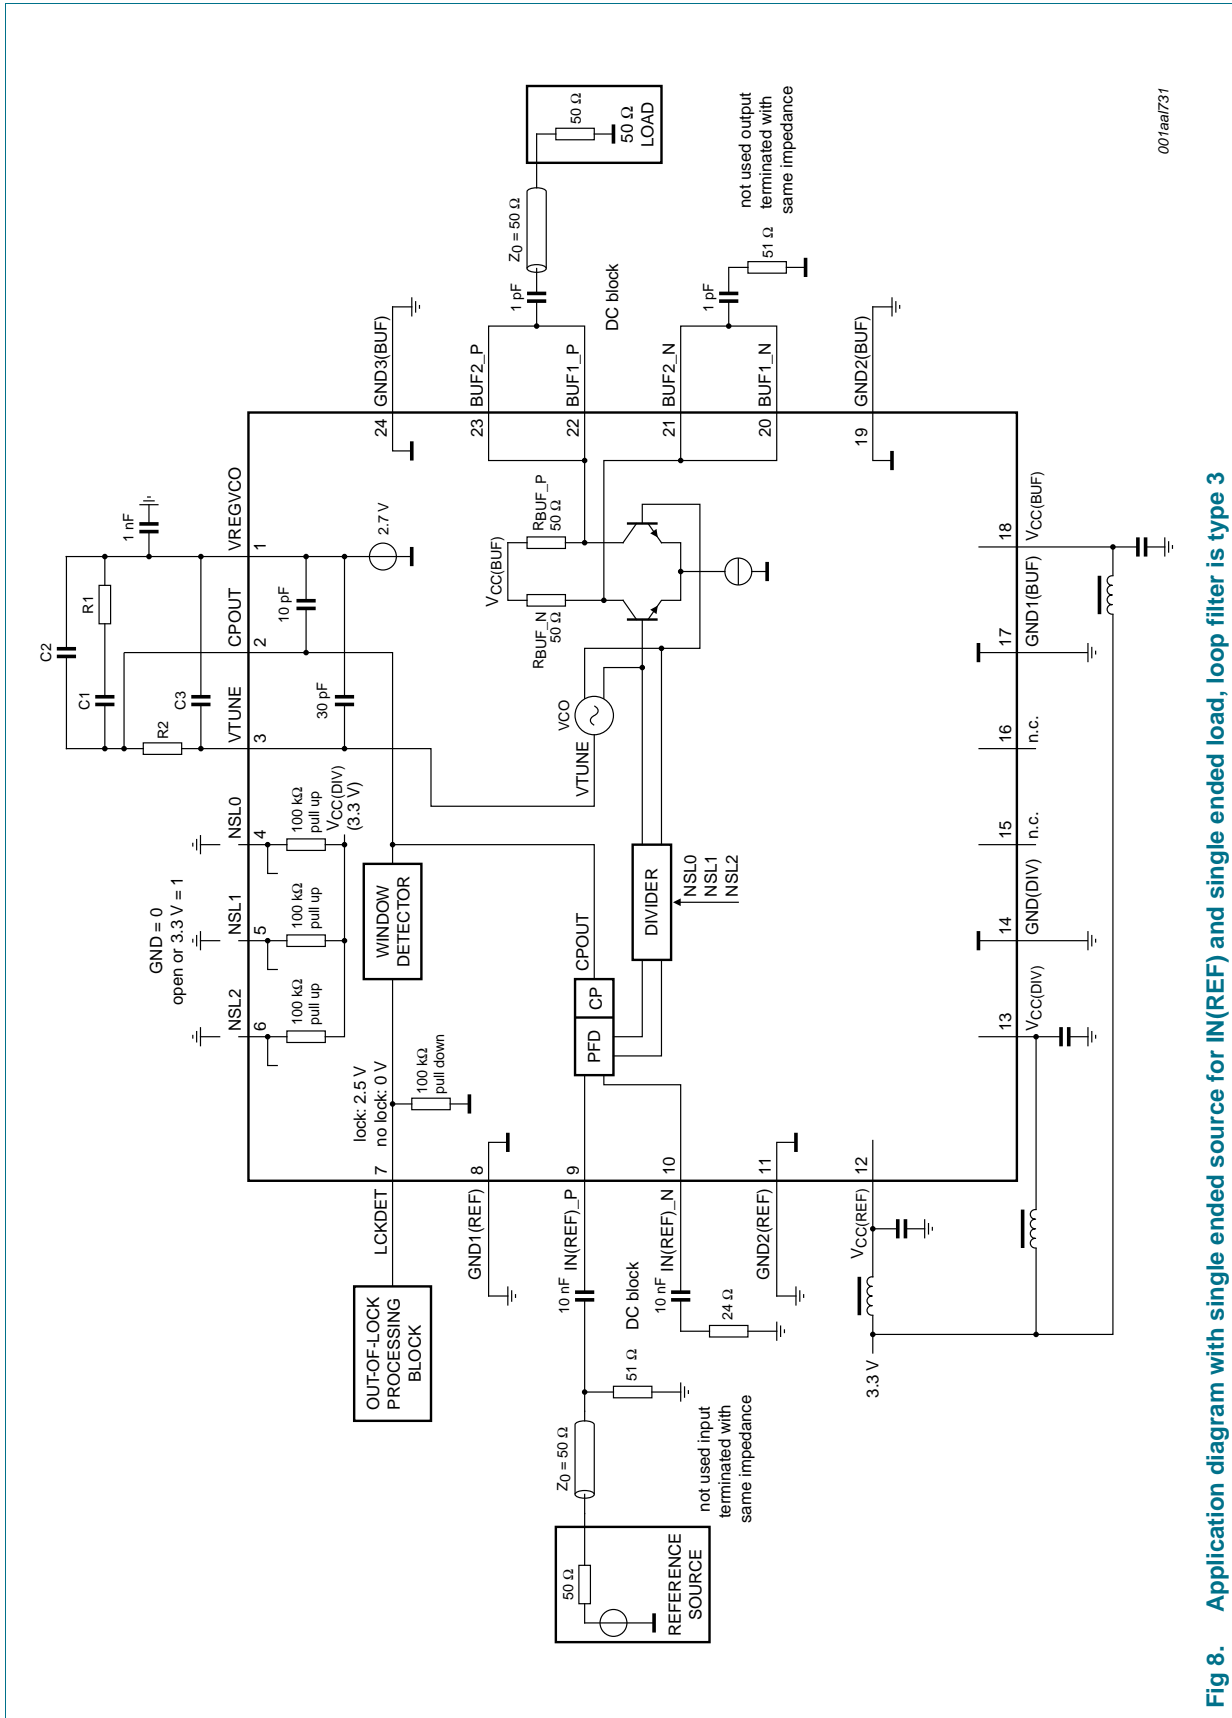 OUT-OF-LOCK
PROCESSING
BLOCK
LCKDET
7
lock: 2.5 V
no lock: 0 V
100 kΩ
pull down
WINDOW
DETECTOR
GND = 0
open or 3.3 V = 1
NSL2
6
100 kΩ
pull up
NSL1
5
100 kΩ
pull up
NSL0
4
100 kΩ
pull up
VCC(DIV)
(3.3 V)
VTUNE
3
R2
C1
C2
C3
R1
CPOUT
2
VREGVCO
1
1 nF
30 pF
10 pF
2.7 V
GND1(REF)
8
IN(REF)_P
9
10 nF
IN(REF)_N
10
10 nF
DC block
51 Ω
24 Ω
GND2(REF)
11
VCC(REF)
12
3.3 V
Z0 = 50 Ω
50 Ω
REFERENCE
SOURCE
not used input
terminated with
same impedance
PFD
CP
CPOUT
DIVIDER
NSL0
NSL1
NSL2
VTUNE
VCO
VCC(BUF)
RBUF_N
50 Ω
RBUF_P
50 Ω
24
GND3(BUF)
23
BUF2_P
22
BUF1_P
21
BUF2_N
20
BUF1_N
19
GND2(BUF)
1 pF
DC block
1 pF
Z0 = 50 Ω
50 Ω
50 Ω
LOAD
51 Ω
not used output
terminated with
same impedance
13
VCC(DIV)
14
GND(DIV)
15
n.c.
16
n.c.
17
GND1(BUF)
18
VCC(BUF)
001aal731
Fig 8. Application diagram with single ended source for IN(REF) and single ended load, loop filter is type 3